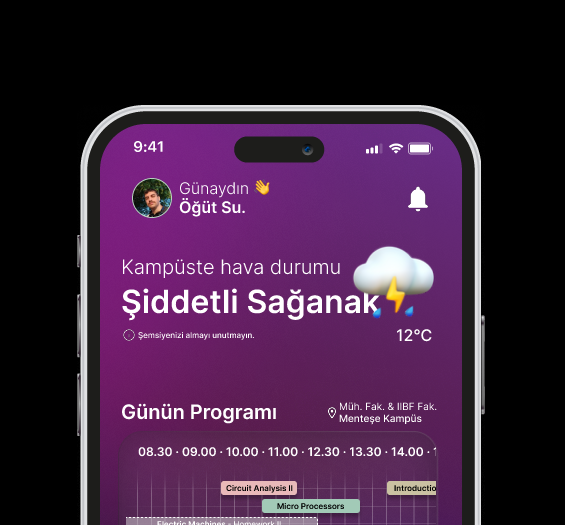 9:41
Günaydın 👋
Öğüt Su.
Kampüste hava durumu
Şiddetli Sağanak
Şemsiyenizi almayı unutmayın.
12°C
Günün Programı
Müh. Fak. & IIBF Fak.
Menteşe Kampüs
08.30 · 09.00 · 10.00 · 11.00 · 12.30 · 13.30 · 14.00 ·
Circuit Analysis II
Introductio
Micro Processors
Electric Machines - Homework II